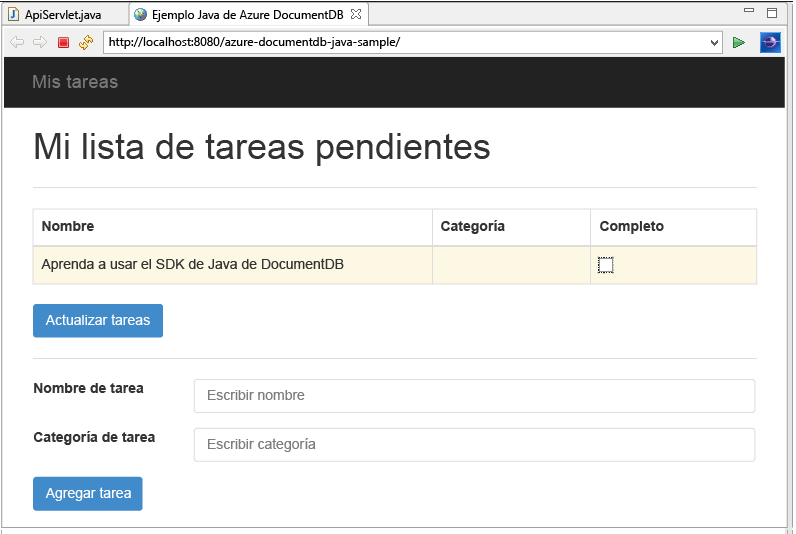 ApiServlet.java Ejemplo Java de Azure DocumentDB
http://localhost:8080/azure-documentdb-java-sample/
Mis tareas
Mi lista de tareas pendientes
Nombre Categoría Completo
Aprenda a usar el SDK de Java de DocumentDB
Actualizar tareas
Nombre de tarea Escribir nombre
Categoría de tarea Escribir categoría
Agregar tarea